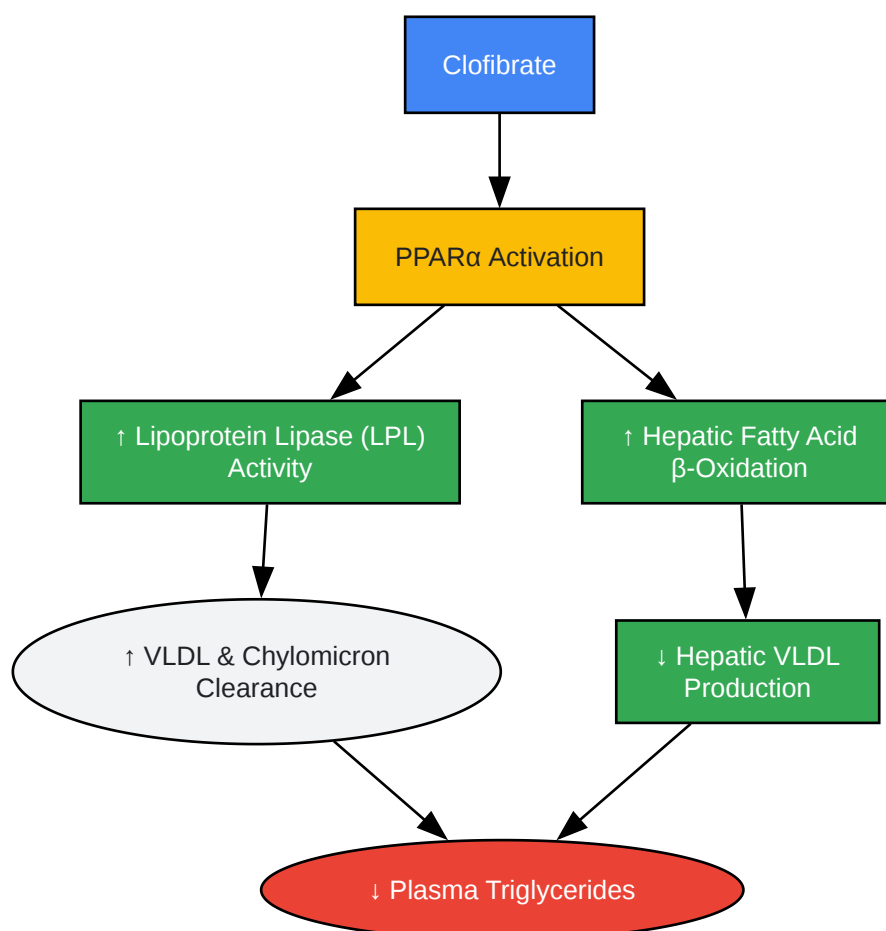 Clofibrate
PPARα Activation
↑ Lipoprotein Lipase (LPL)
Activity
↑ Hepatic Fatty Acid
β-Oxidation
↑ VLDL & Chylomicron
Clearance
↓ Hepatic VLDL
Production
↓ Plasma Triglycerides